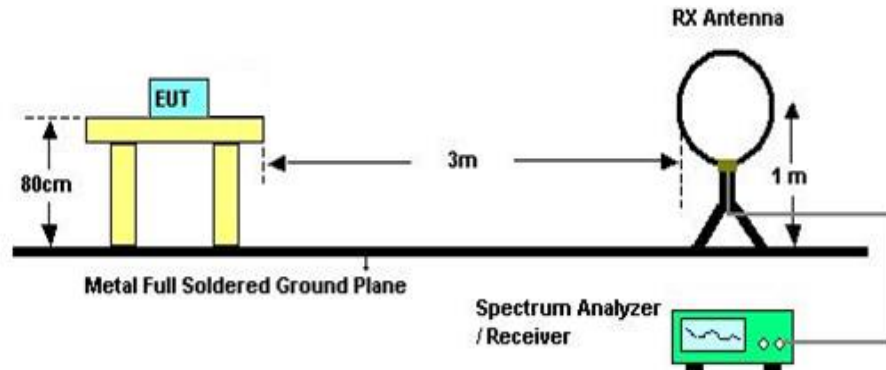 RX Antenna
EUT
80cm
3m
1 m
Metal Full Soldered Ground Plane
Spectrum Analyzer
/ Receiver